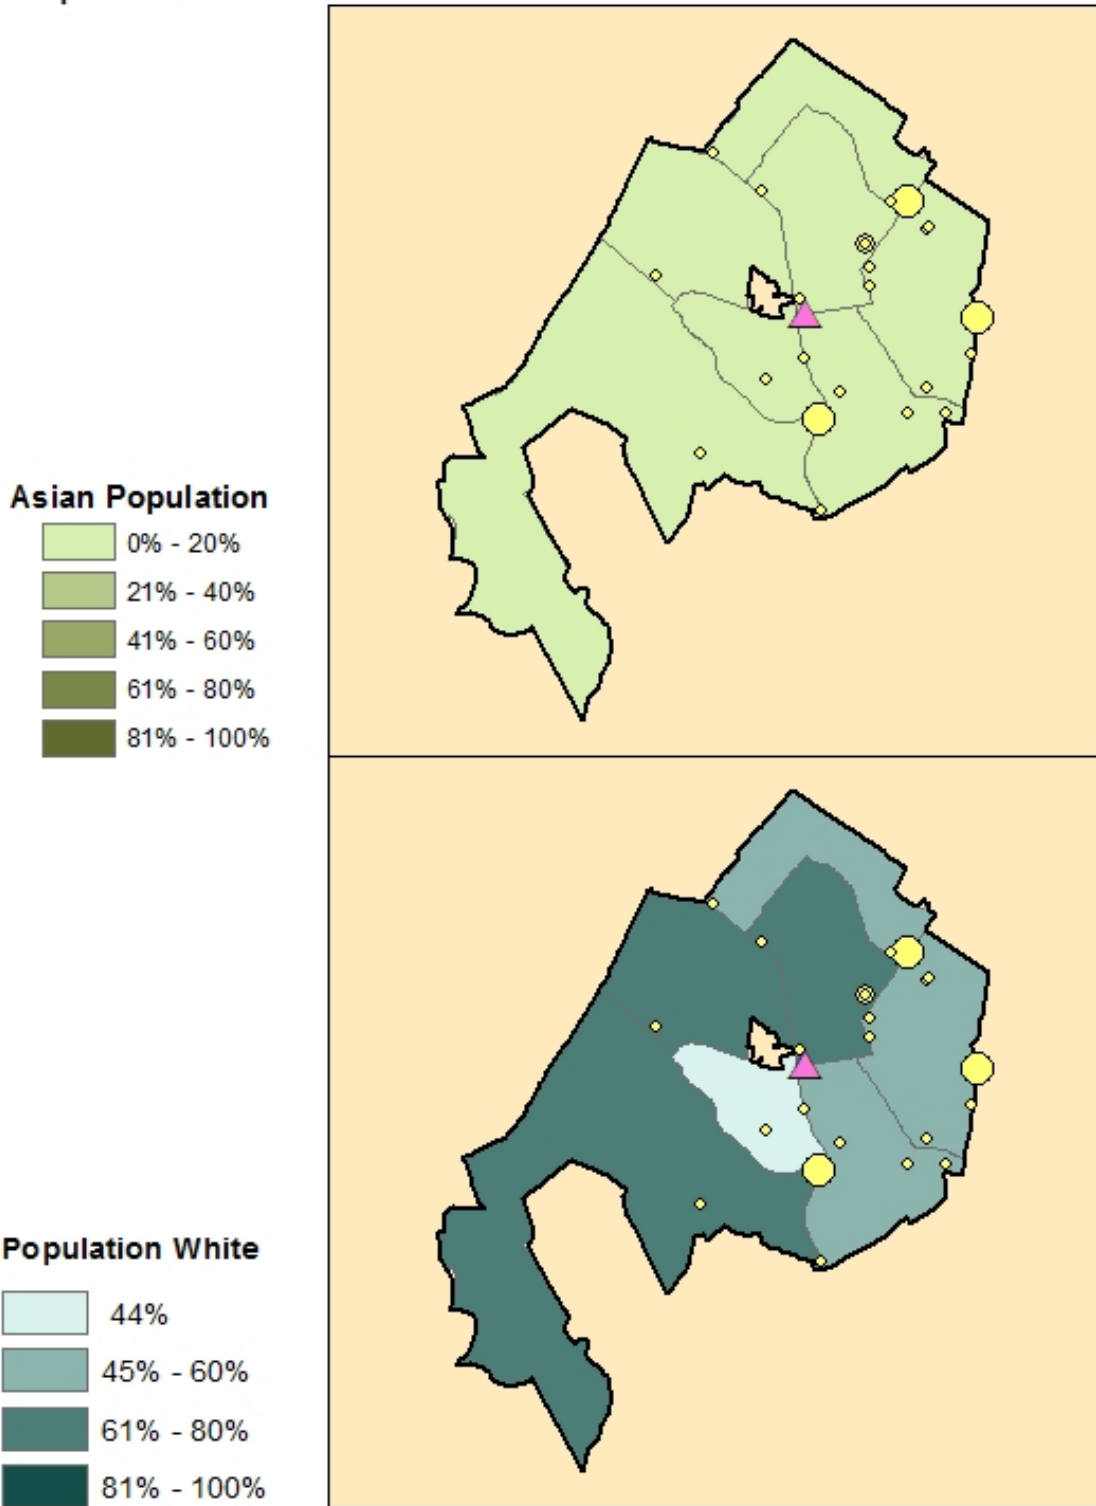 Asian Population
0% - 20%
21% - 40%
41% - 60%
61% - 80%
81% - 100%
Population White
44%
45% - 60%
61% - 80%
81% - 100%